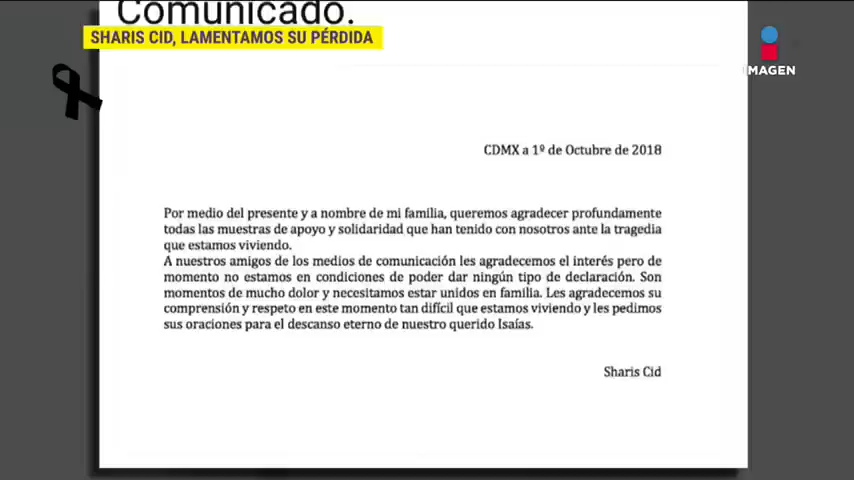 Comunicado.
SHARIS CID, LAMENTAMOS SU PÉRDIDA
IMAGEN
CDMX a 1º de Octubre de 2018
Por medio del presente y a nombre de mi familia, queremos agradecer profundamente
todas las muestras de apoyo y solidaridad que han tenido con nosotros ante la tragedia
que estamos viviendo.
A nuestros amigos de los medios de comunicación les agradecemos el interés pero de
momento no estamos en condiciones de poder dar ningún tipo de declaración. Son
momentos de mucho dolor y necesitamos estar unidos en familia. Les agradecemos su
comprensión y respeto en este momento tan difícil que estamos viviendo y les pedimos
sus oraciones para el descanso eterno de nuestro querido Isaías.
Sharis Cid